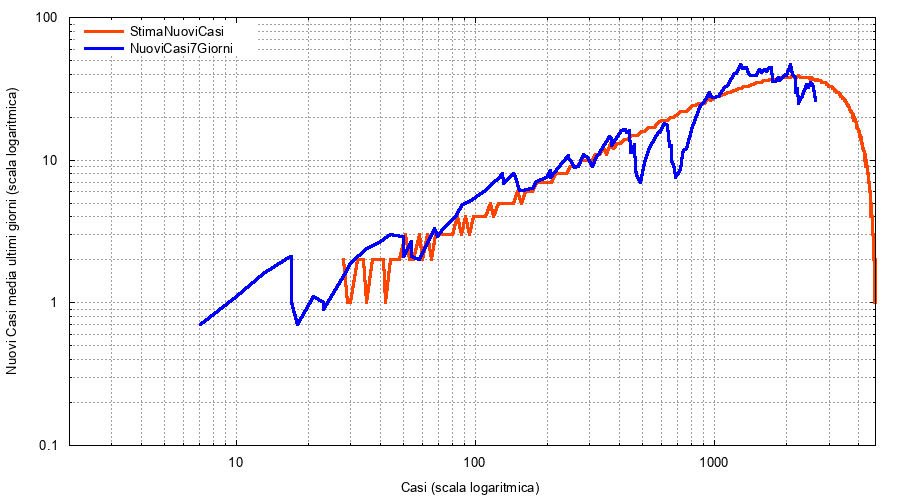 100
StimaNuoviCasi
NuoviCasi7Giorni
10
1
0.1
Nuovi Casi media ultimi giorni (scala logaritmica)
10 100 1000
Casi (scala logaritmica)